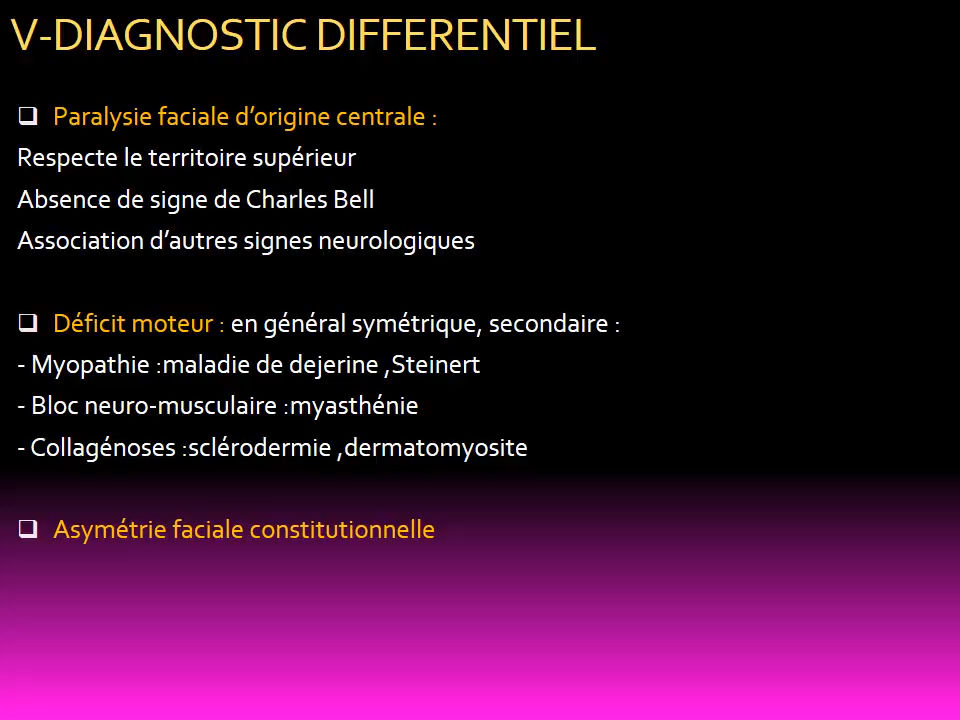 V-DIAGNOSTIC DIFFERENTIEL
❑ Paralysie faciale d’origine centrale :
Respecte le territoire supérieur
Absence de signe de Charles Bell
Association d’autres signes neurologiques
❑ Déficit moteur : en général symétrique, secondaire :
- Myopathie :maladie de dejerine ,Steinert
- Bloc neuro-musculaire :myasthénie
- Collagénoses :sclérodermie ,dermatomyosite
❑ Asymétrie faciale constitutionnelle